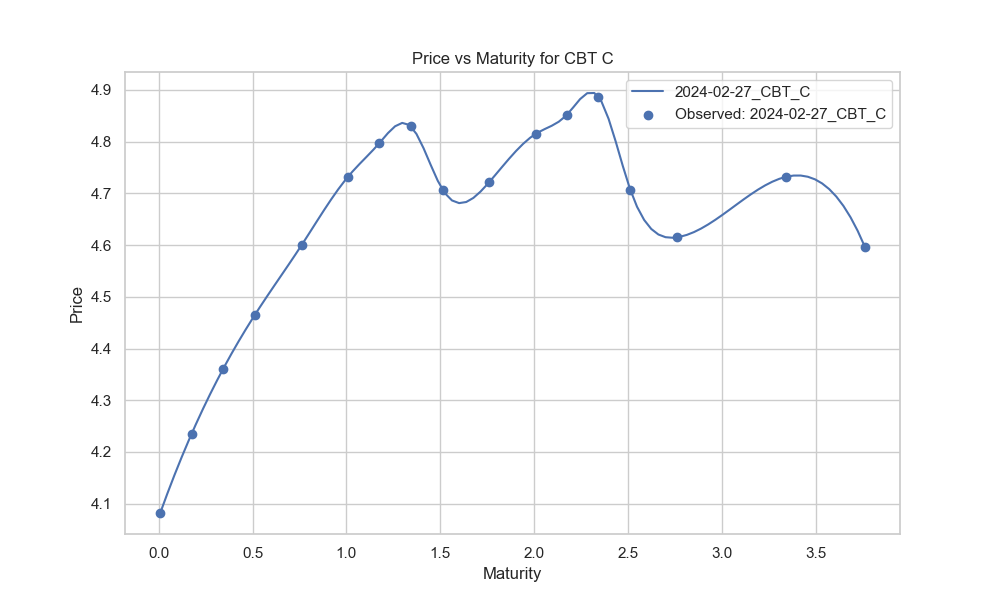 Price vs Maturity for CBT C
2024-02-27_CBT_C
Observed: 2024-02-27_CBT_C
Price
4.9
4.8
4.7
4.6
4.5
4.4
4.3
4.2
4.1
0.0 0.5 1.0 1.5 2.0 2.5 3.0 3.5
Maturity